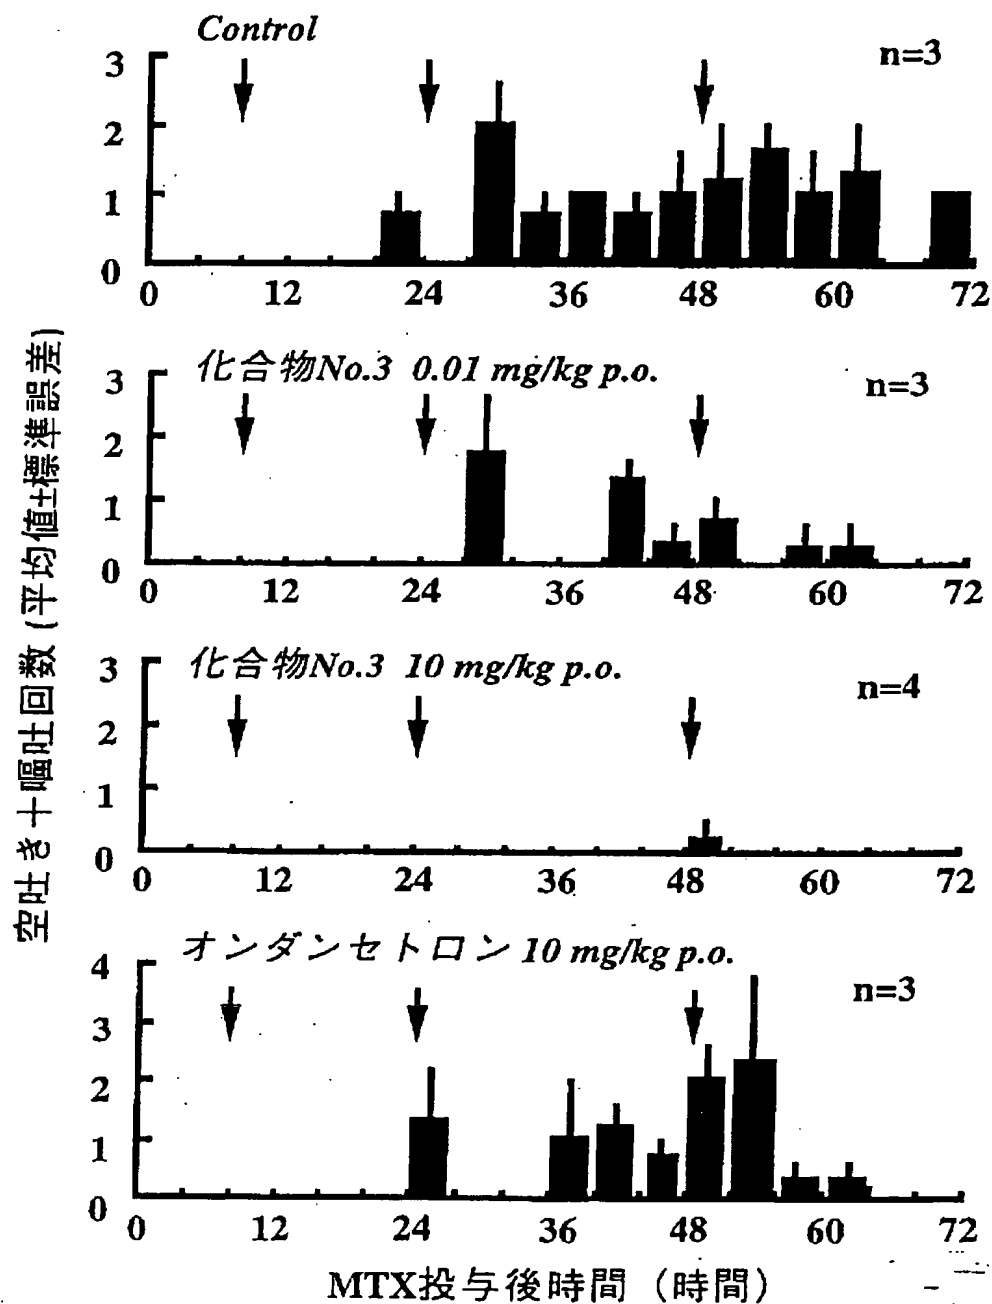 Control
n=3
3
2
1
0
0 12 24 36 48 60 72
化合物No.3 0.01 mg/kg p.o.
n=3
3
2
1
0
0 12 24 36 48 60 72
化合物No.3 10 mg/kg p.o.
n=4
3
2
1
0
0 12 24 36 48 60 72
オンダンセトロン 10 mg/kg p.o.
n=3
4
3
2
1
0
0 12 24 36 48 60 72
空吐き＋嘔吐回数 (平均値±標準誤差)
MTX投与後時間（時間）